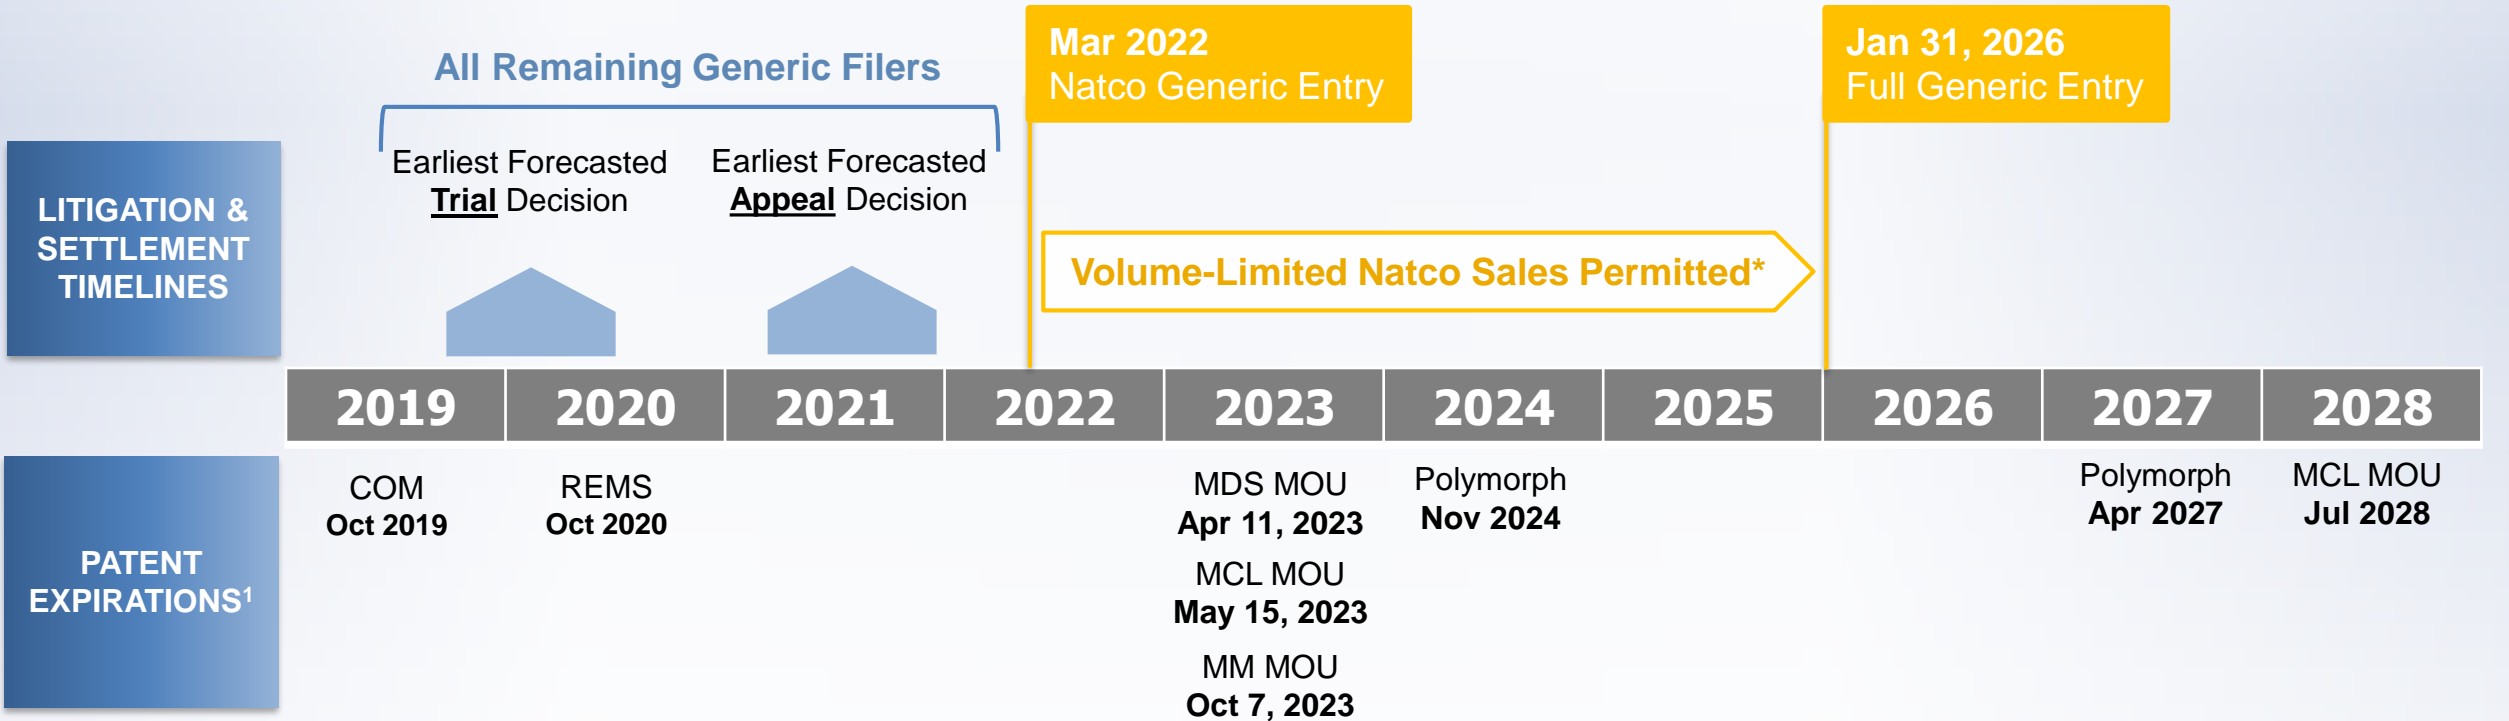 All Remaining Generic Filers
Mar 2022
Natco Generic Entry
Jan 31, 2026
Full Generic Entry
LITIGATION &
SETTLEMENT
TIMELINES
Earliest Forecasted
Trial Decision
Earliest Forecasted
Appeal Decision
Volume-Limited Natco Sales Permitted*
2019 2020 2021 2022 2023 2024 2025 2026 2027 2028
PATENT
EXPIRATIONS¹
COM
Oct 2019
REMS
Oct 2020
MDS MOU
Apr 11, 2023
MCL MOU
May 15, 2023
MM MOU
Oct 7, 2023
Polymorph
Nov 2024
Polymorph
Apr 2027
MCL MOU
Jul 2028